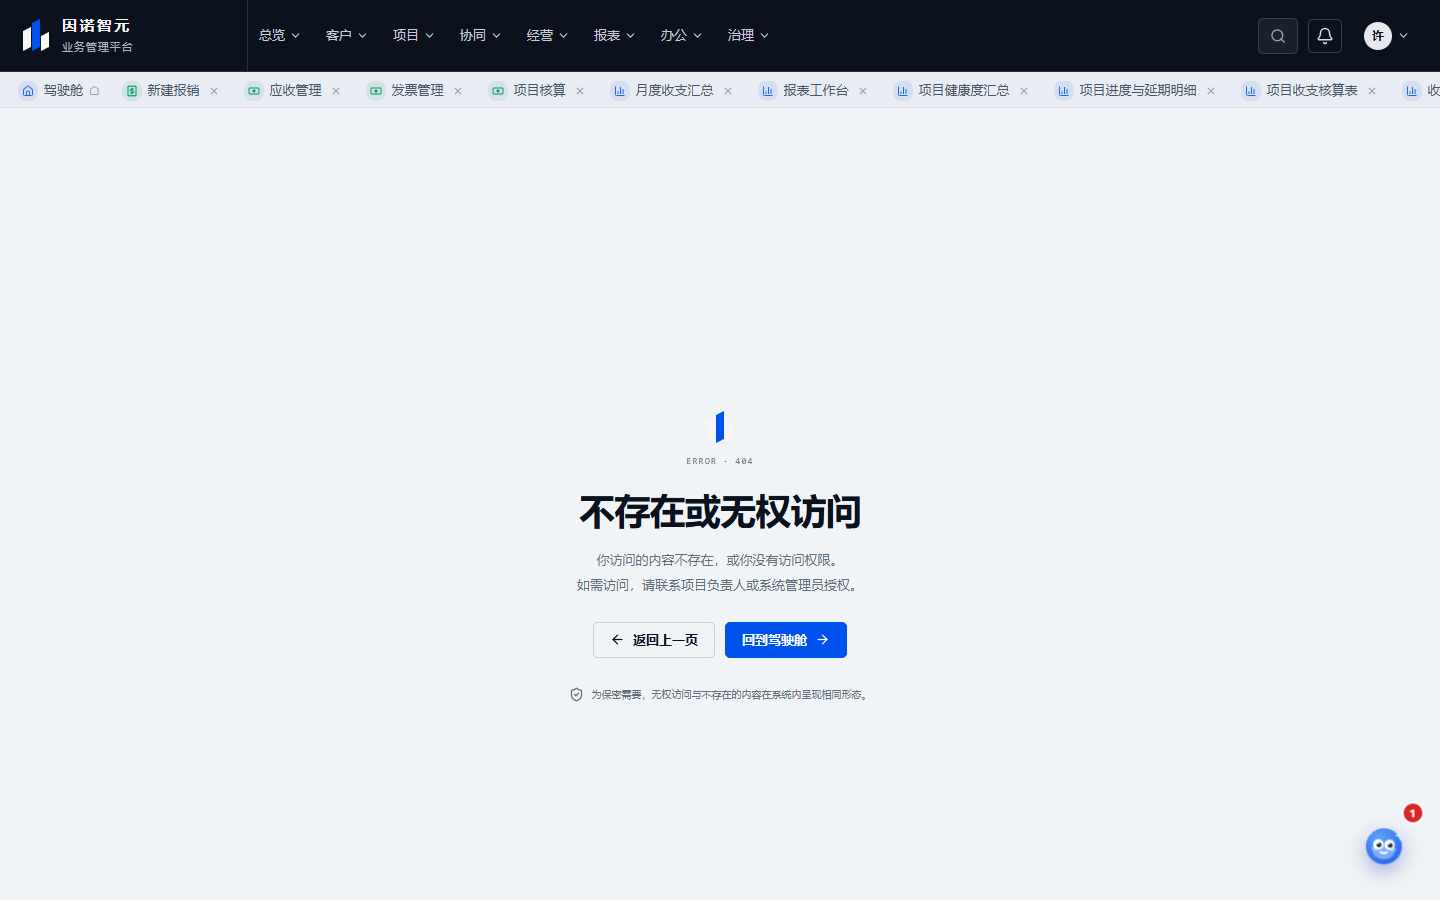 因诺智元
业务管理平台
总览 客户 项目 协同 经营 报表 办公 治理
许
驾驶舱 新建报销 应收管理 发票管理 项目核算 月度收支汇总 报表工作台 项目健康度汇总 项目进度与延期明细 项目收支核算表 收
ERROR · 404
不存在或无权访问
你访问的内容不存在，或你没有访问权限。
如需访问，请联系项目负责人或系统管理员授权。
返回上一页 回到驾驶舱
为保密需要，无权访问与不存在的内容在系统内呈现相同形态。
1